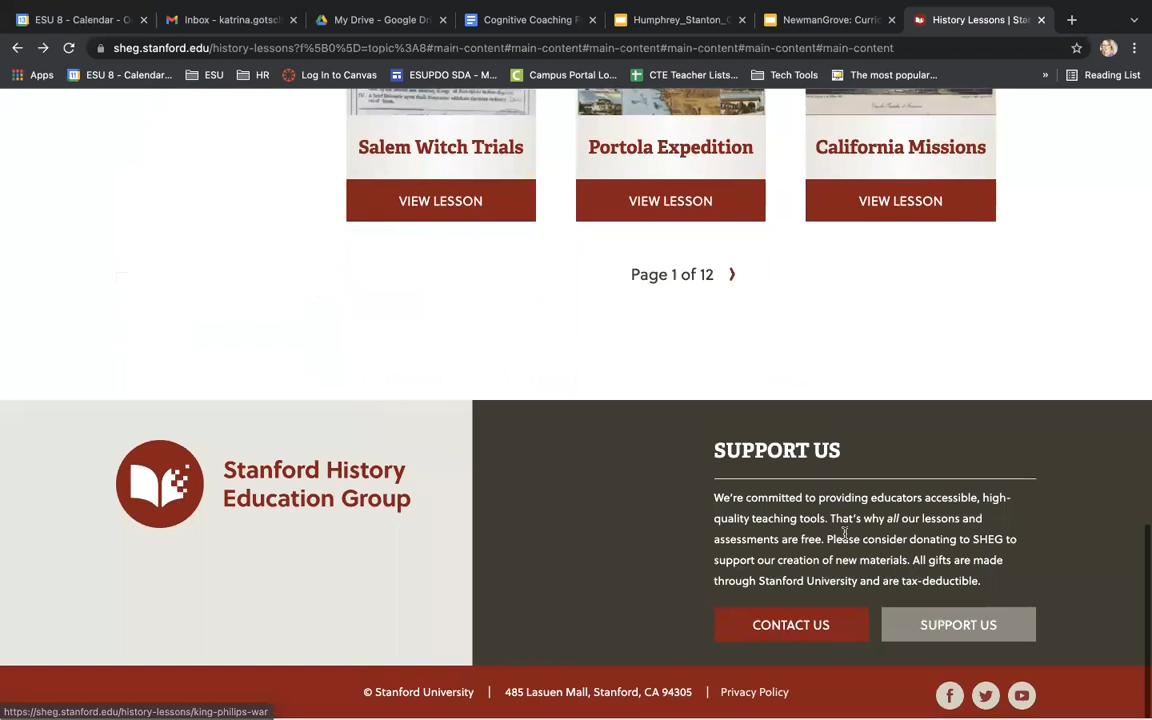 ESU 8 - Calendar - O
Inbox - katrina.gotsch
My Drive - Google Dri
Cognitive Coaching F
Humphrey_Stanton_C
NewmanGrove: Curric
History Lessons | Star
sheg.stanford.edu/history-lessons?f%5B0%5D=topic%3A8#main-content#main-content#main-content#main-content#main-content#main-content
Apps
ESU 8 - Calendar...
ESU
HR
Log In to Canvas
ESUPDO SDA - M...
Campus Portal Lo...
CTE Teacher Lists...
Tech Tools
The most popular...
»
Reading List
Salem Witch Trials
Portola Expedition
California Missions
VIEW LESSON
VIEW LESSON
VIEW LESSON
Page 1 of 12
Stanford History
Education Group
SUPPORT US
We're committed to providing educators accessible, high-
quality teaching tools. That's why all our lessons and
assessments are free. Please consider donating to SHEG to
support our creation of new materials. All gifts are made
through Stanford University and are tax-deductible.
CONTACT US
SUPPORT US
© Stanford University | 485 Lasuen Mall, Stanford, CA 94305 | Privacy Policy
https://sheg.stanford.edu/history-lessons/king-philips-war